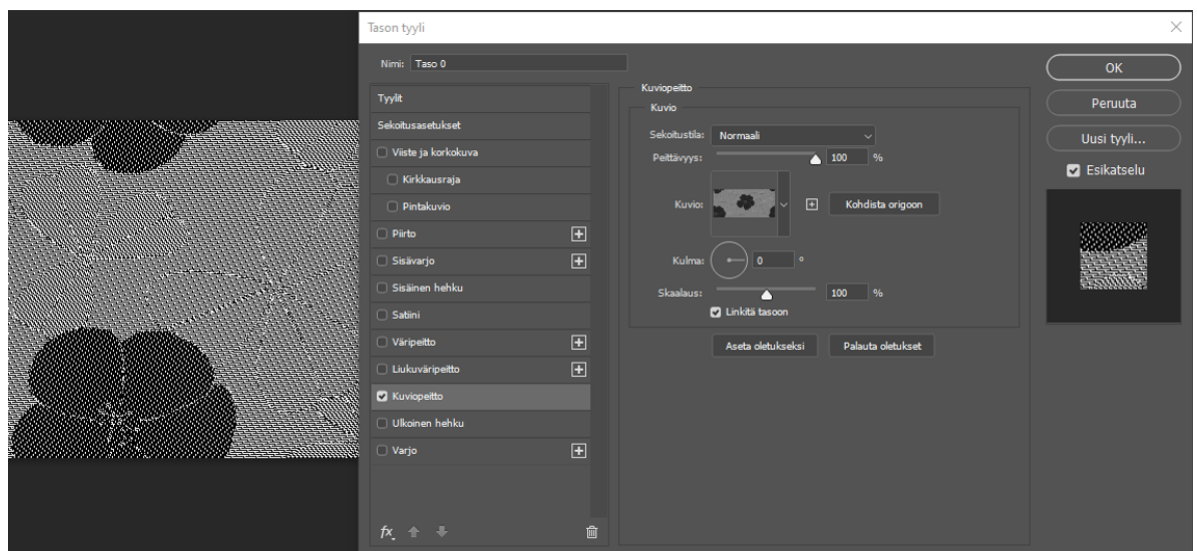 Tason tyyli
Nimi: Taso 0
Tyylit
Sekoitusasetukset
Viiste ja korkokuva
Kirkkausraja
Pintakuvio
Piirto
Sisävarjo
Sisäinen hehku
Satiini
Väripeitto
Liukuväripeitto
Kuviopeitto
Ulkoinen hehku
Varjo
fx
Kuviopeitto
Kuvio
Sekoitustila: Normaali
Peittävyys: 100 %
Kuvio: Kohdista origoon
Kulma: 0 °
Skaalaus: 100 %
Linkitä tasoon
Aseta oletukseksi Palauta oletukset
OK
Peruuta
Uusi tyyli...
Esikatselu